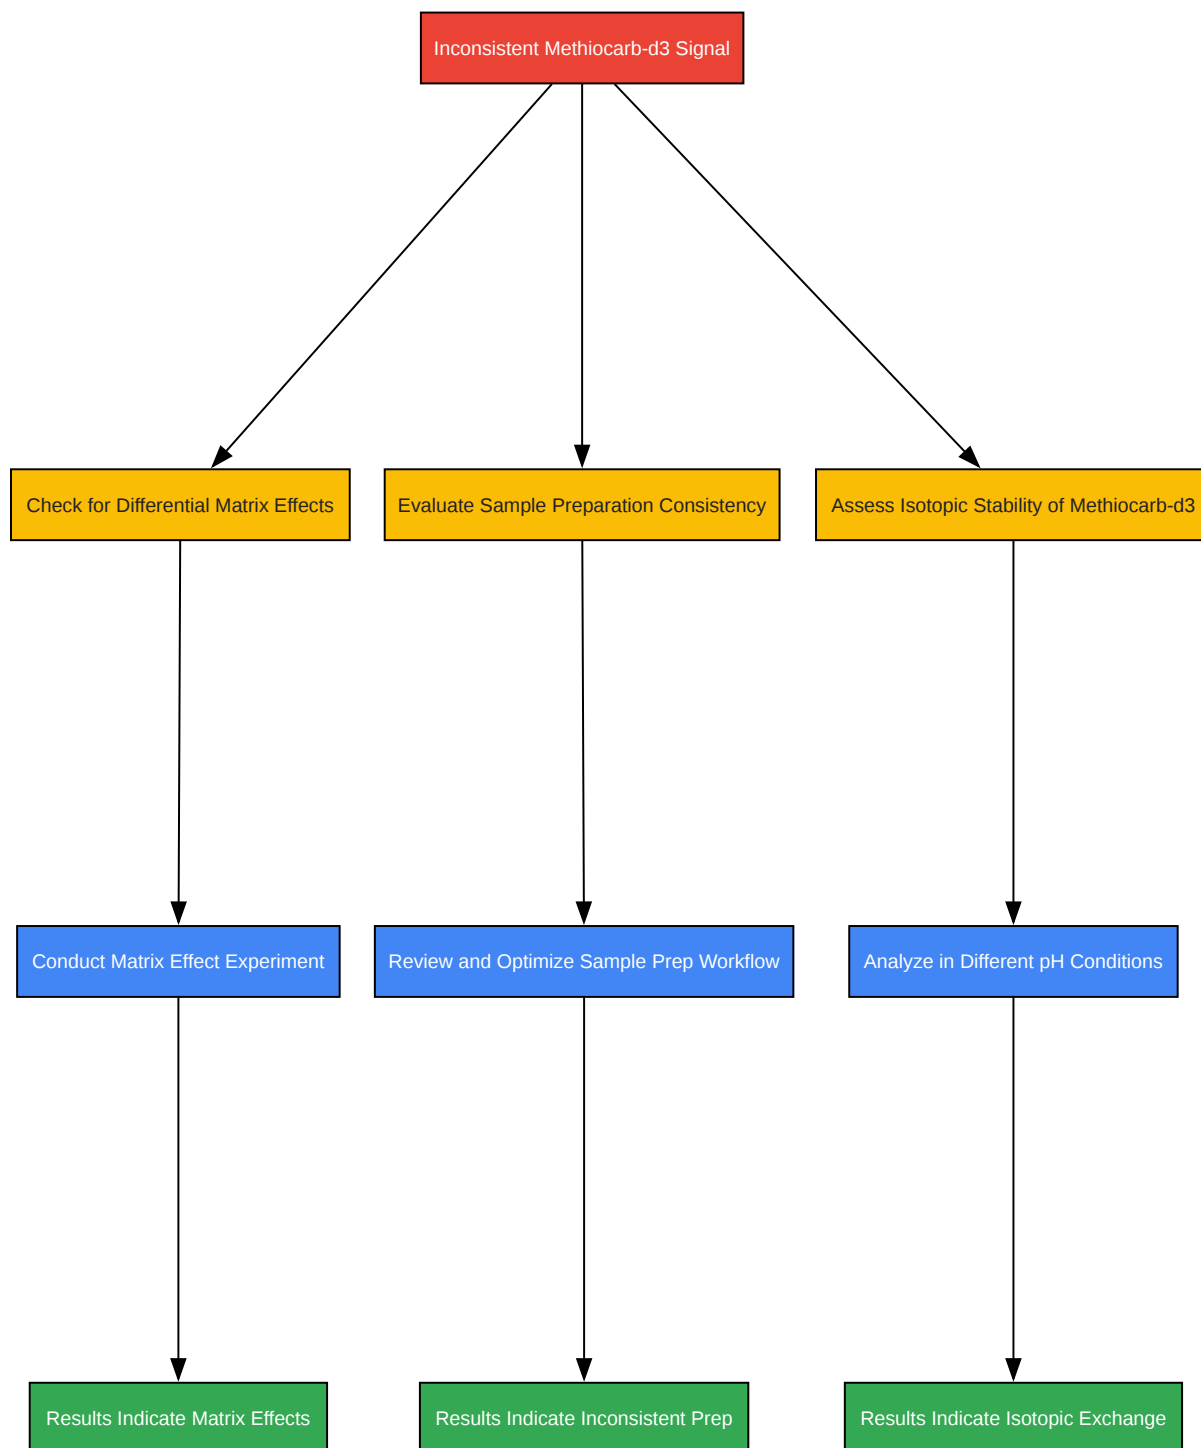 Inconsistent Methiocarb-d3 Signal
Check for Differential Matrix Effects
Evaluate Sample Preparation Consistency
Assess Isotopic Stability of Methiocarb-d3
Conduct Matrix Effect Experiment
Review and Optimize Sample Prep Workflow
Analyze in Different pH Conditions
Results Indicate Matrix Effects
Results Indicate Inconsistent Prep
Results Indicate Isotopic Exchange